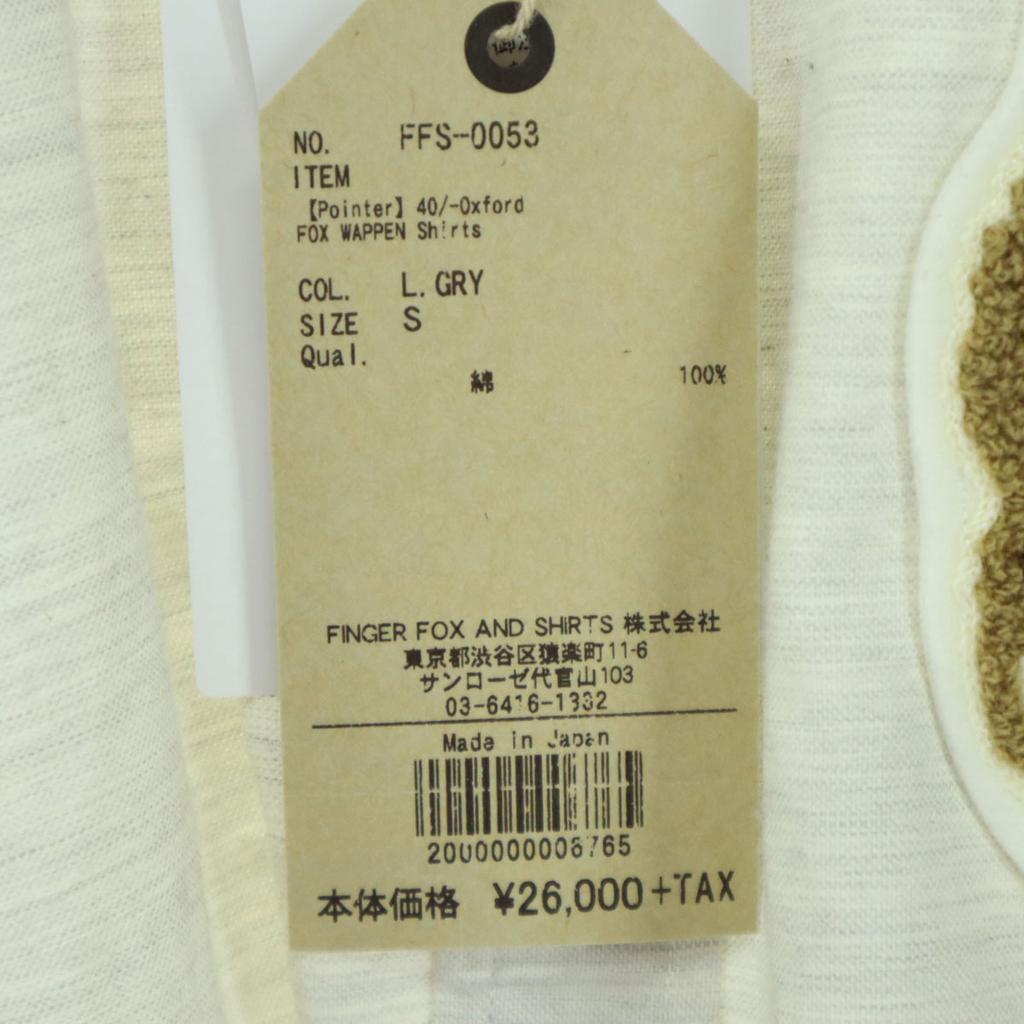 NO. FFS-0053
ITEM
【Pointer】40/-Oxford
FOX WAPPEN Shirts
COL. L.GRY
SIZE S
Qual.
綿 100%
FINGER FOX AND SHIRTS 株式会社
東京都渋谷区猿楽町11-6
サンローゼ代官山103
03-6416-1332
Made in Japan
2000000008765
本体価格 ¥26,000+TAX